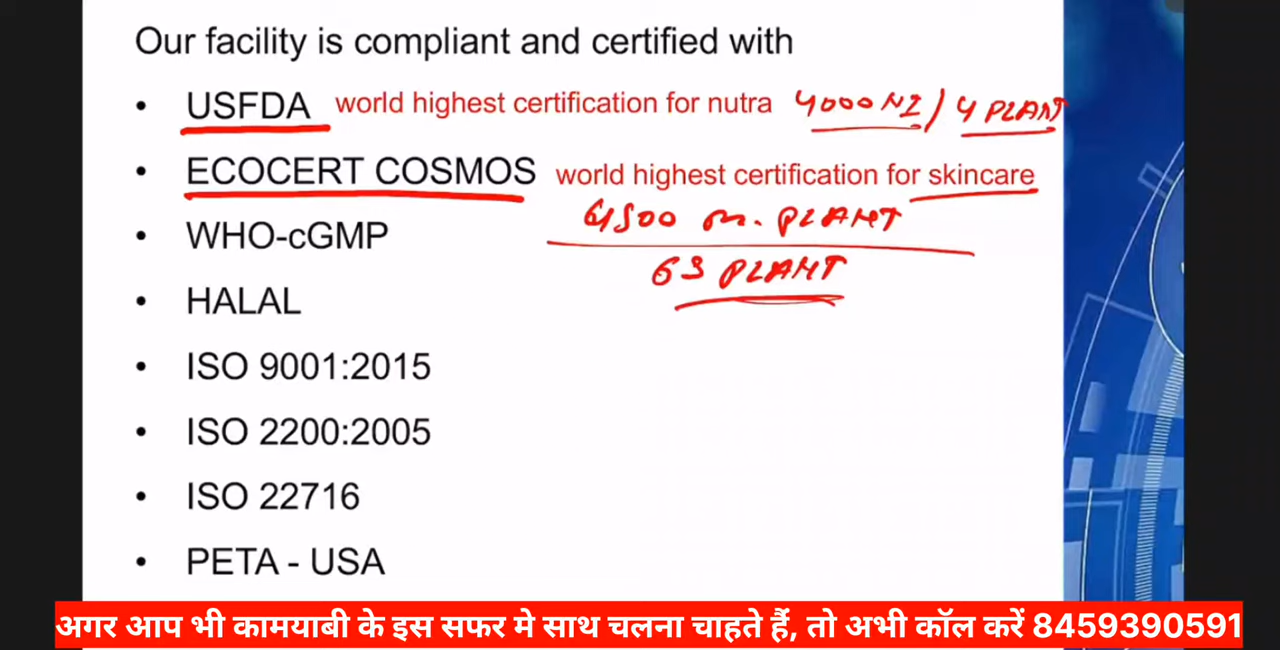 Our facility is compliant and certified with
• USFDA world highest certification for nutra 4000 NZ / 4 PLANT
• ECOCERT COSMOS world highest certification for skincare
4500 m. PLANT
• WHO-cGMP
63 PLANT
• HALAL
• ISO 9001:2015
• ISO 2200:2005
• ISO 22716
• PETA - USA
अगर आप भी कामयाबी के इस सफर मे साथ चलना चाहते हैं, तो अभी कॉल करें 8459390591